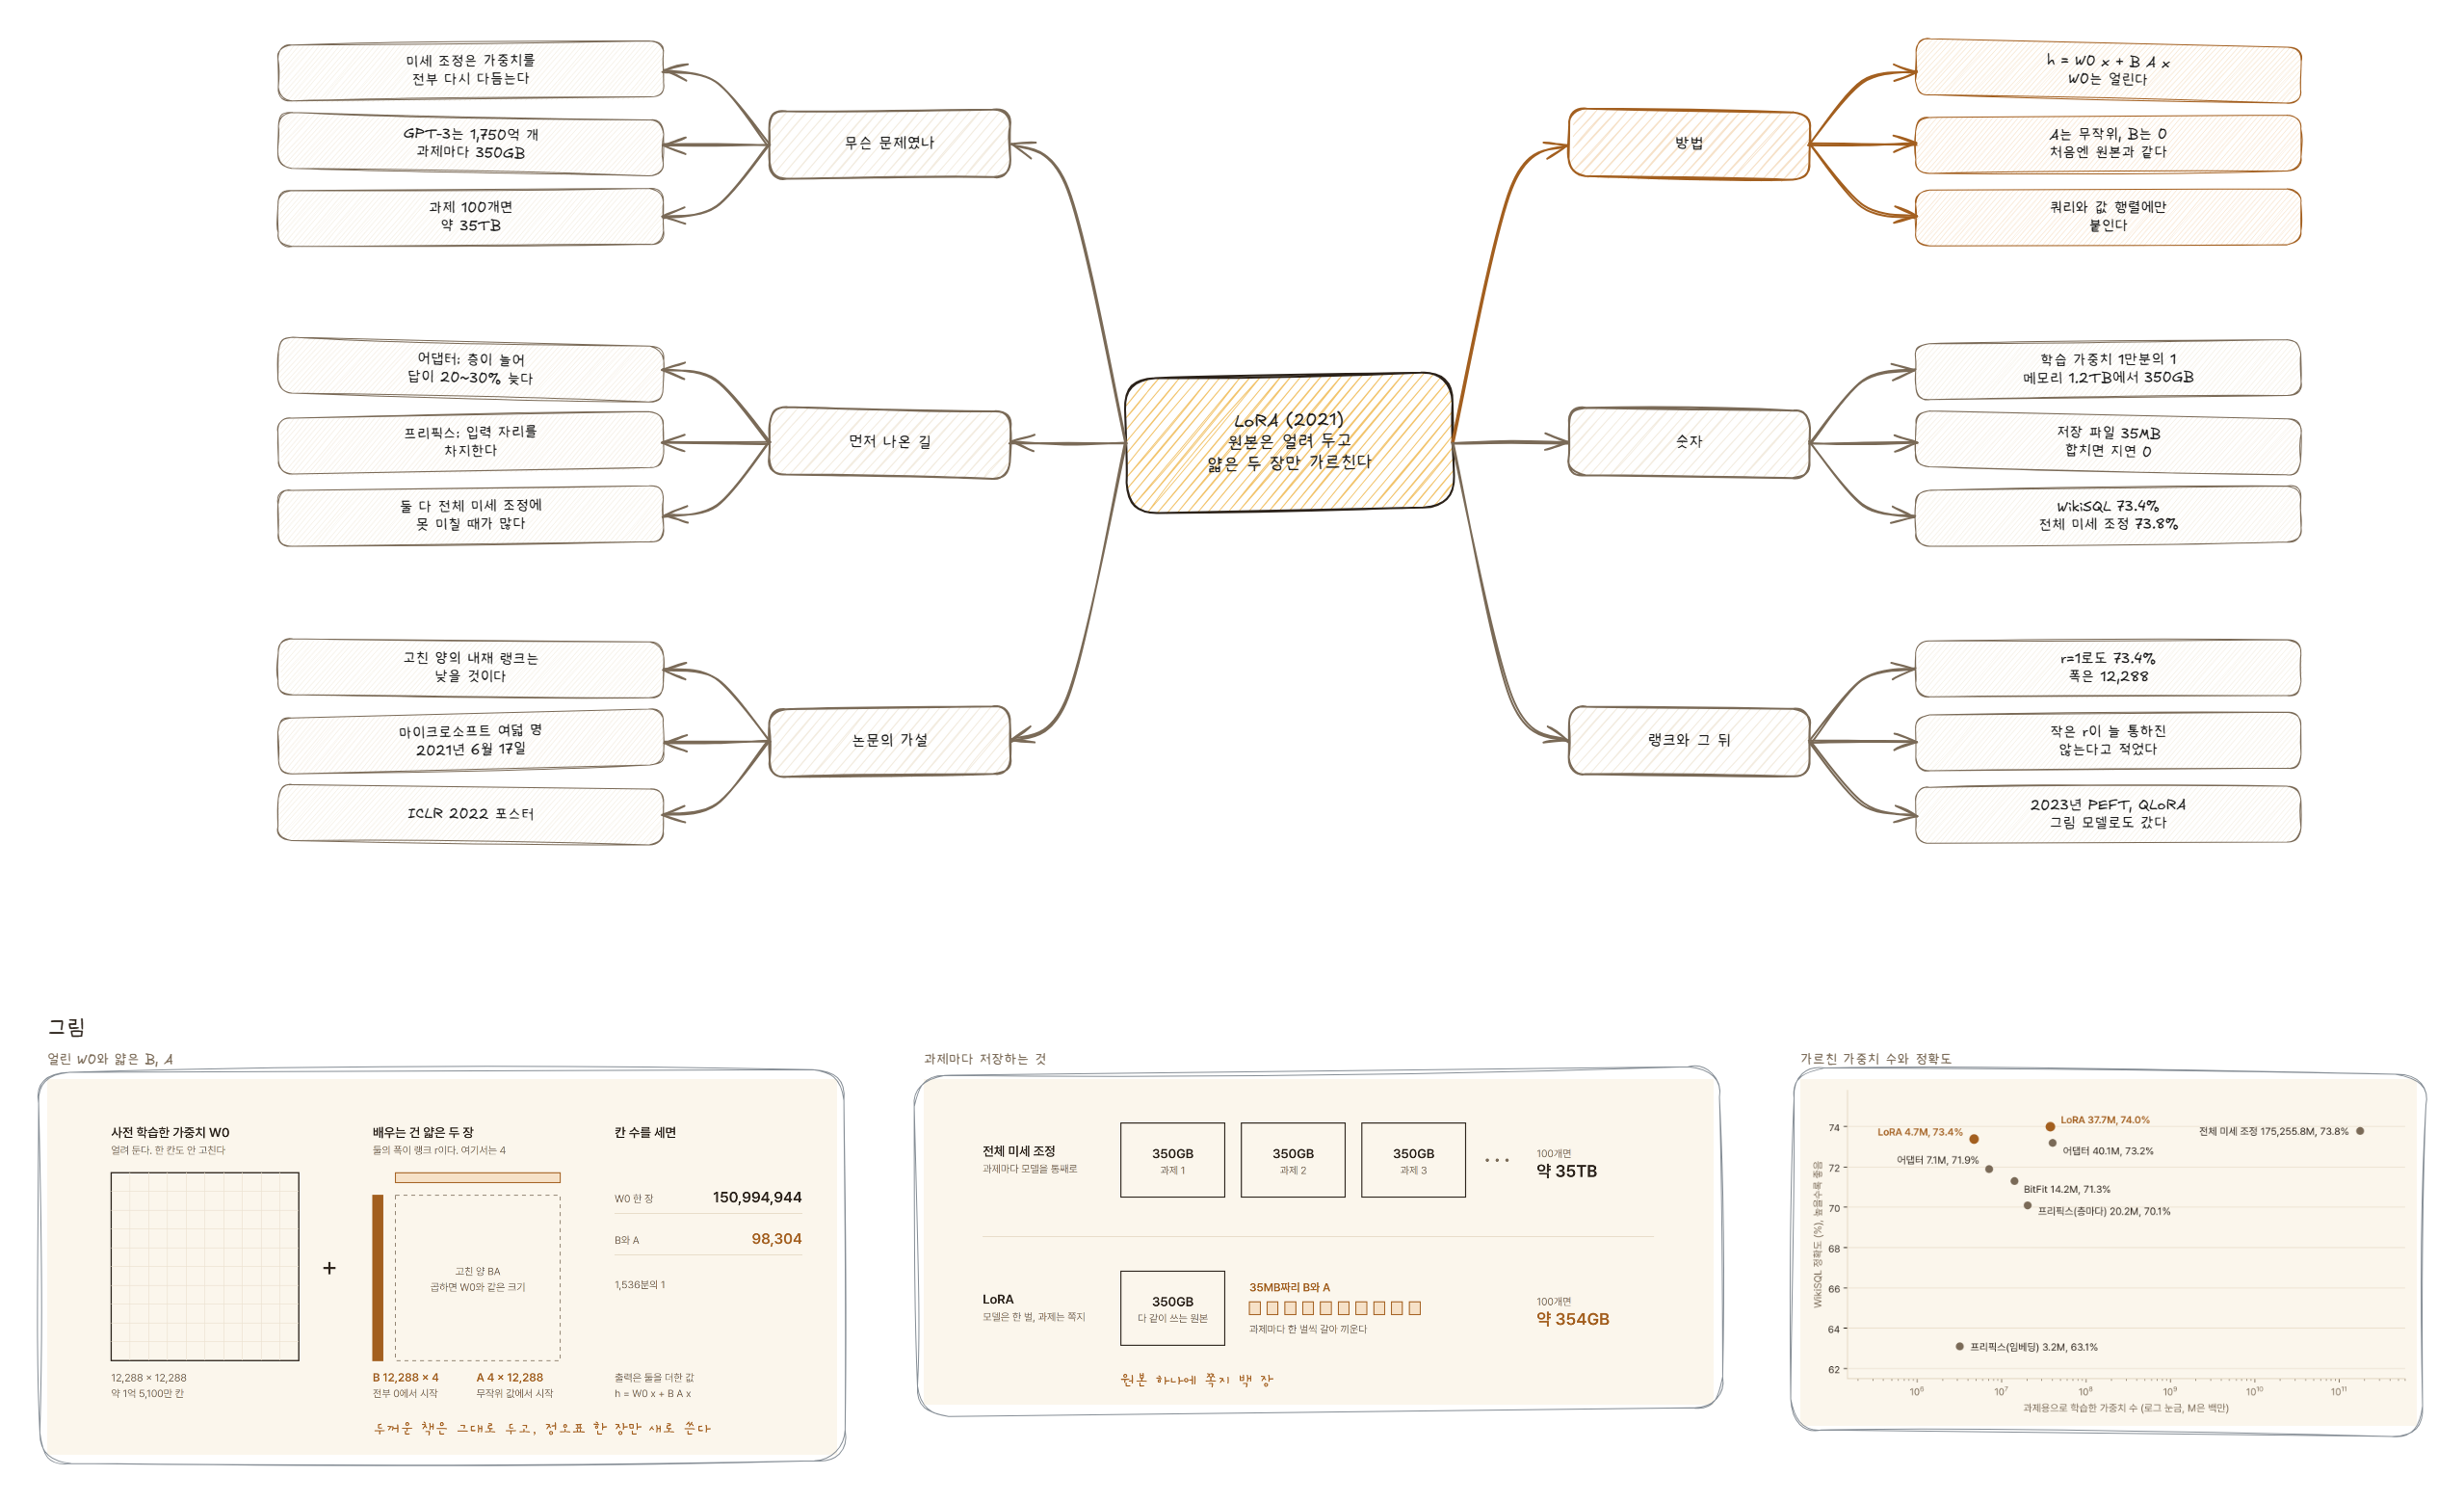 미세 조정은 가중치를
전부 다시 다듬는다
GPT-3는 1,750억 개
과제마다 350GB
과제 100개면
약 35TB
무슨 문제였나
어댑터: 층이 늘어
답이 20~30% 늦다
프리픽스: 입력 자리를
차지한다
둘 다 전체 미세 조정에
못 미칠 때가 많다
먼저 나온 길
고친 양의 내재 랭크는
낮을 것이다
마이크로소프트 여덟 명
2021년 6월 17일
ICLR 2022 포스터
논문의 가설
LoRA (2021)
원본은 얼려 두고
얇은 두 장만 가르친다
방법
h = W0 x + B A x
W0는 얼린다
A는 무작위, B는 0
처음엔 원본과 같다
쿼리와 값 행렬에만
붙인다
숫자
학습 가중치 1만분의 1
메모리 1.2TB에서 350GB
저장 파일 35MB
합치면 지연 0
WikiSQL 73.4%
전체 미세 조정 73.8%
랭크와 그 뒤
r=1로도 73.4%
폭은 12,288
작은 r이 늘 통하진
않는다고 적었다
2023년 PEFT, QLoRA
그림 모델로도 갔다
그림
얼린 W0와 얇은 B, A
사전 학습한 가중치 W0
얼려 둔다. 한 칸도 안 고친다
12,288 × 12,288
약 1억 5,100만 칸
+
배우는 건 얇은 두 장
둘의 폭이 랭크 r이다. 여기서는 4
고친 양 BA
곱하면 W0와 같은 크기
B 12,288 × 4
전부 0에서 시작
A 4 × 12,288
무작위 값에서 시작
칸 수를 세면
W0 한 장 150,994,944
B와 A 98,304
1,536분의 1
출력은 둘을 더한 값
h = W0 x + B A x
두꺼운 책은 그대로 두고, 정오표 한 장만 새로 쓴다
과제마다 저장하는 것
전체 미세 조정
과제마다 모델을 통째로
350GB
과제 1
350GB
과제 2
350GB
과제 3
···
100개면
약 35TB
LoRA
모델은 한 벌, 과제는 쪽지
350GB
다 같이 쓰는 원본
35MB짜리 B와 A
과제마다 한 벌씩 갈아 끼운다
100개면
약 354GB
원본 하나에 쪽지 백 장
가르친 가중치 수와 정확도
WikiSQL 정확도 (%), 높을수록 좋음
74
72
70
68
66
64
62
LoRA 4.7M, 73.4%
LoRA 37.7M, 74.0%
전체 미세 조정 175,255.8M, 73.8%
어댑터 40.1M, 73.2%
어댑터 7.1M, 71.9%
BitFit 14.2M, 71.3%
프리픽스(층마다) 20.2M, 70.1%
프리픽스(임베딩) 3.2M, 63.1%
10⁶ 10⁷ 10⁸ 10⁹ 10¹⁰ 10¹¹
과제용으로 학습한 가중치 수 (로그 눈금, M은 백만)